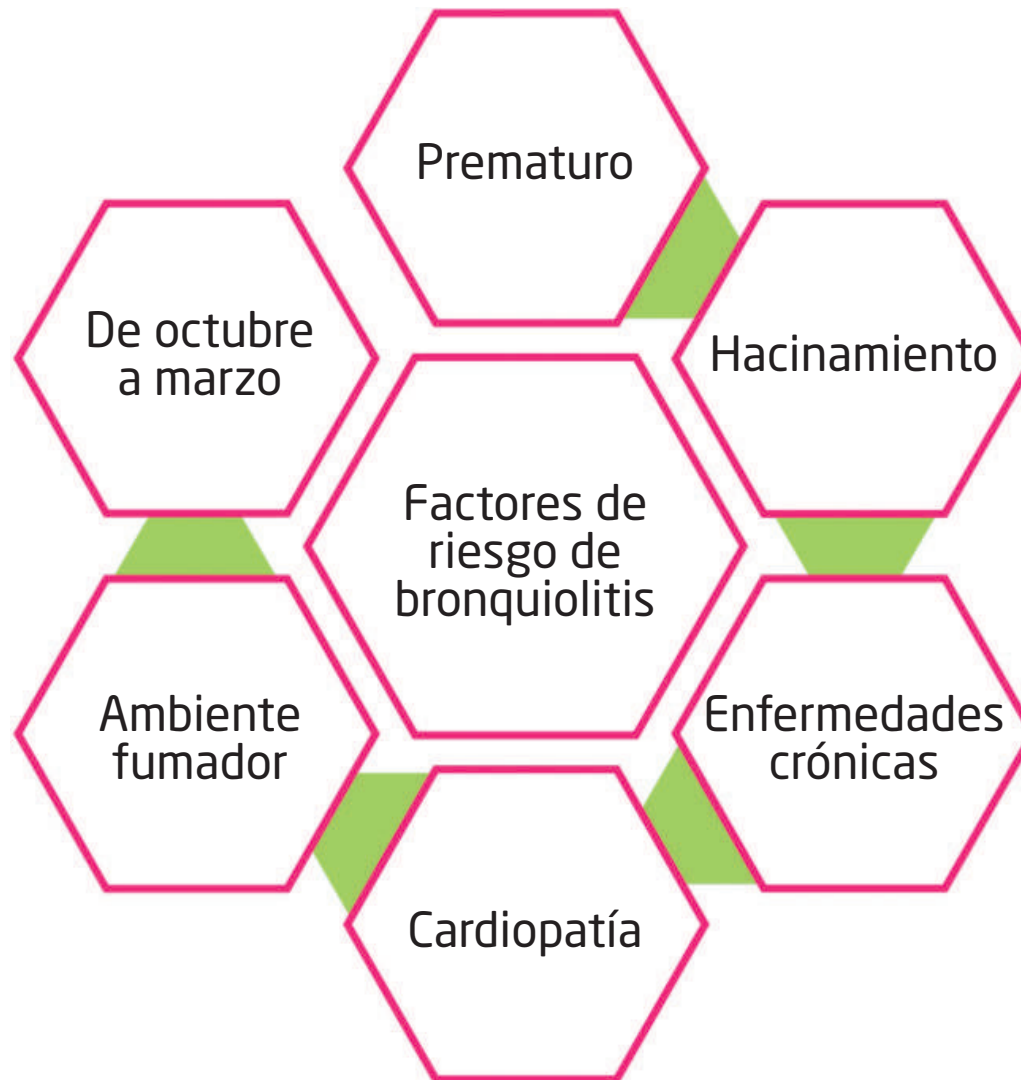 Prematuro
De octubre
a marzo
Hacinamiento
Factores de
riesgo de
bronquiolitis
Ambiente
fumador
Enfermedades
crónicas
Cardiopatía